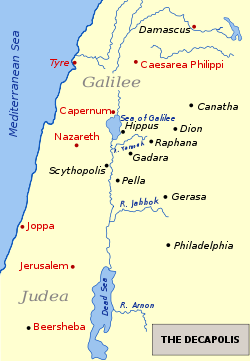 Mediterranean Sea
Damascus
Tyre
Caesarea Philippi
Galilee
Capernum
Sea of Galilee
Canatha
Hippus
Dion
Nazareth
R. Yarmuk
Raphana
Gadara
Scythopolis
Pella
Gerasa
R. Jabbok
Joppa
Philadelphia
Jerusalem
Dead Sea
Judea
R. Arnon
Beersheba
THE DECAPOLIS